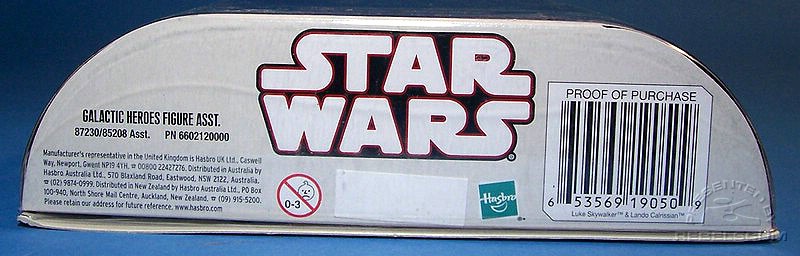 STAR
WARS
GALACTIC HEROES FIGURE ASST.
87230/85208 Asst. PN 6602120000
Manufacturer's representative in the United Kingdom is Hasbro UK Ltd., Caswell
Way, Newport, Gwent NP19 4YH, ☎ 00800 22427276. Distributed in Australia by
Hasbro Australia Ltd., 570 Blaxland Road, Eastwood, NSW 2122, Australia.
☎ (02) 9874-0999. Distributed in New Zealand by Hasbro Australia Ltd., PO Box
100-940, North Shore Mail Centre, Auckland, New Zealand. ☎ (09) 915-5200.
Please retain our address for future reference. www.hasbro.com
0-3
Hasbro
PROOF OF PURCHASE
6 53569 19050 9
Luke Skywalker™ & Lando Calrissian™
PRESENTED BY
REBELSCUM